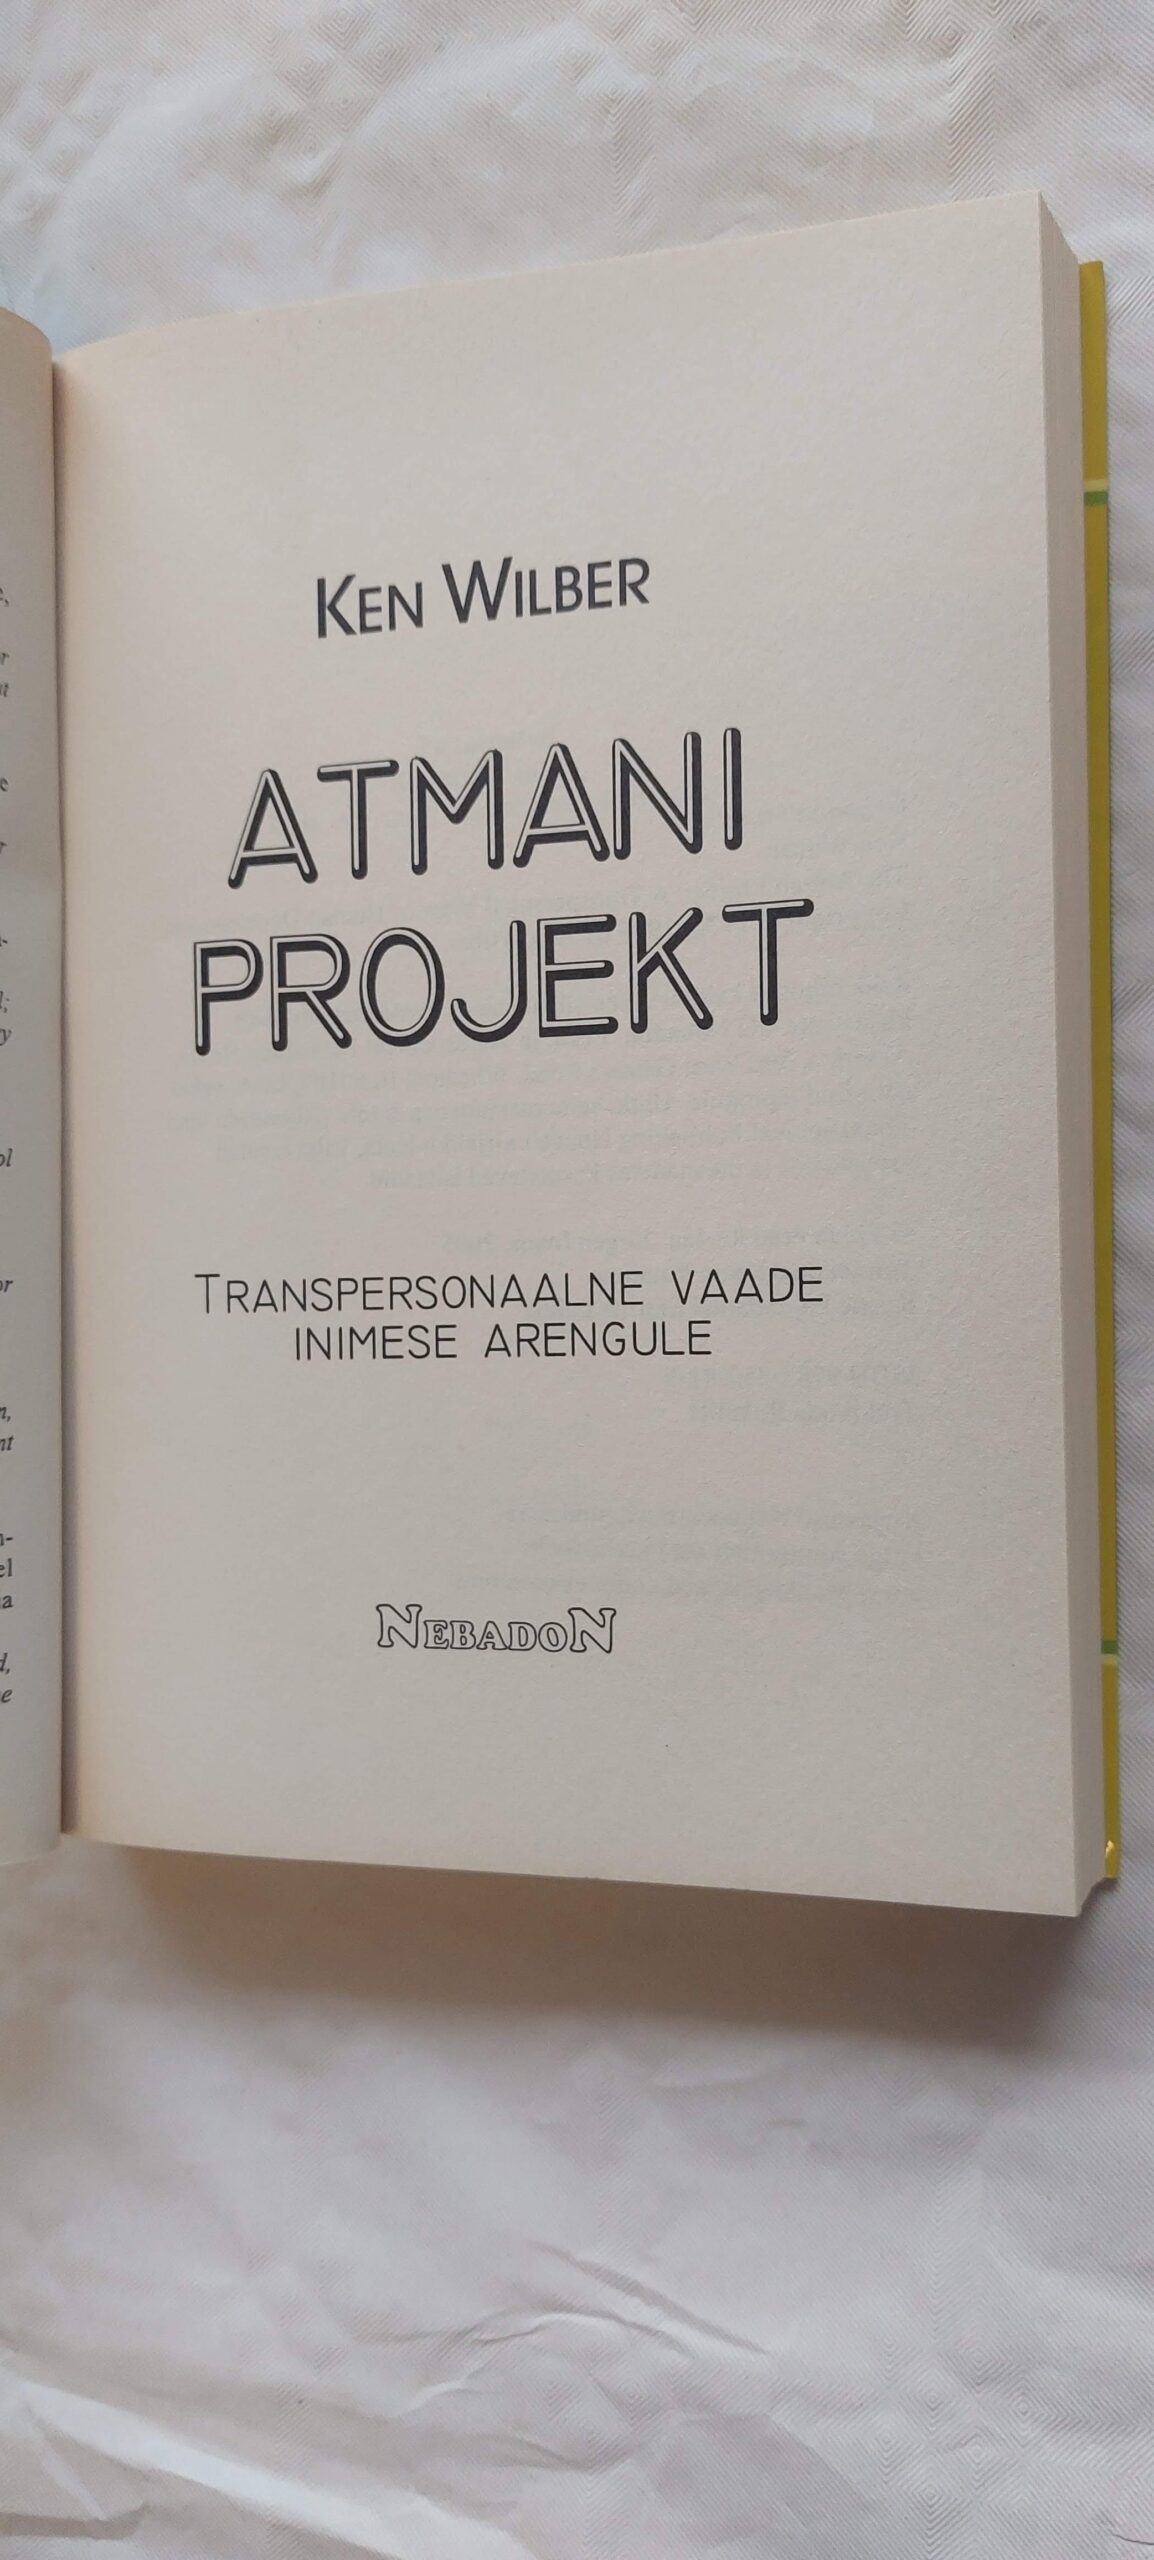 KEN WILBER
ATMANI
PROJEKT
TRANSPERSONAALNE VAADE
INIMESE ARENGULE
NEBADON